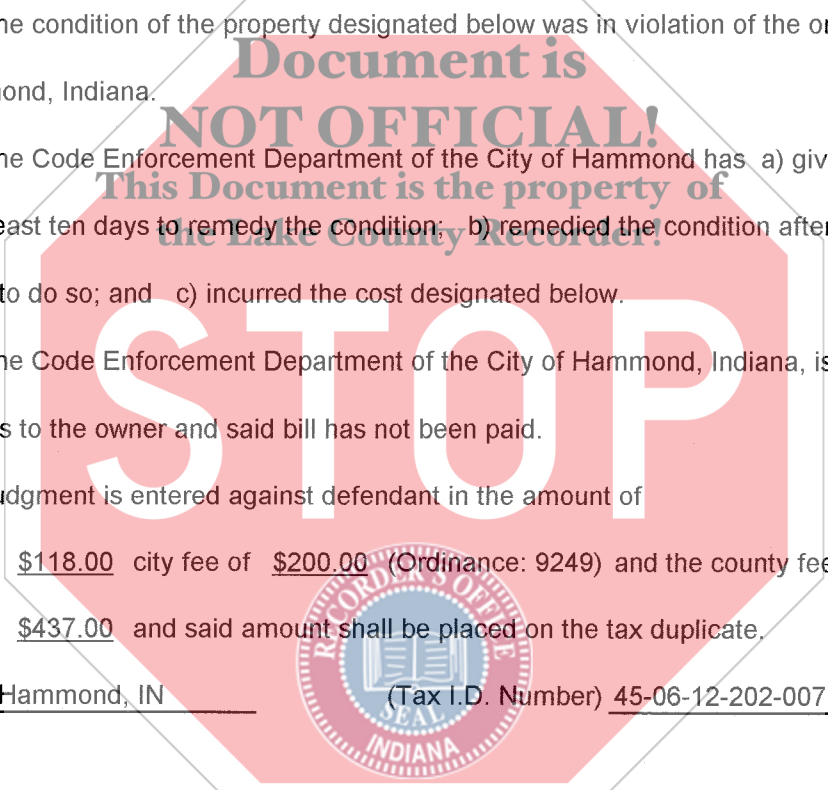 he condition of the property designated below was in violation of the or
Document is
ond, Indiana.
NOT OFFICIAL!
he Code Enforcement Department of the City of Hammond has a) giv
This Document is the property of
east ten days to remedy the condition; b) remedied the condition after
the Lake County Recorder!
to do so; and c) incurred the cost designated below.
STOP
he Code Enforcement Department of the City of Hammond, Indiana, is
s to the owner and said bill has not been paid.
udgment is entered against defendant in the amount of
$118.00 city fee of $200.00 (Ordinance: 9249) and the county fee
$437.00 and said amount shall be placed on the tax duplicate.
Hammond, IN (Tax I.D. Number) 45-06-12-202-007
RECORDER'S OFFICE
SEAL
INDIANA